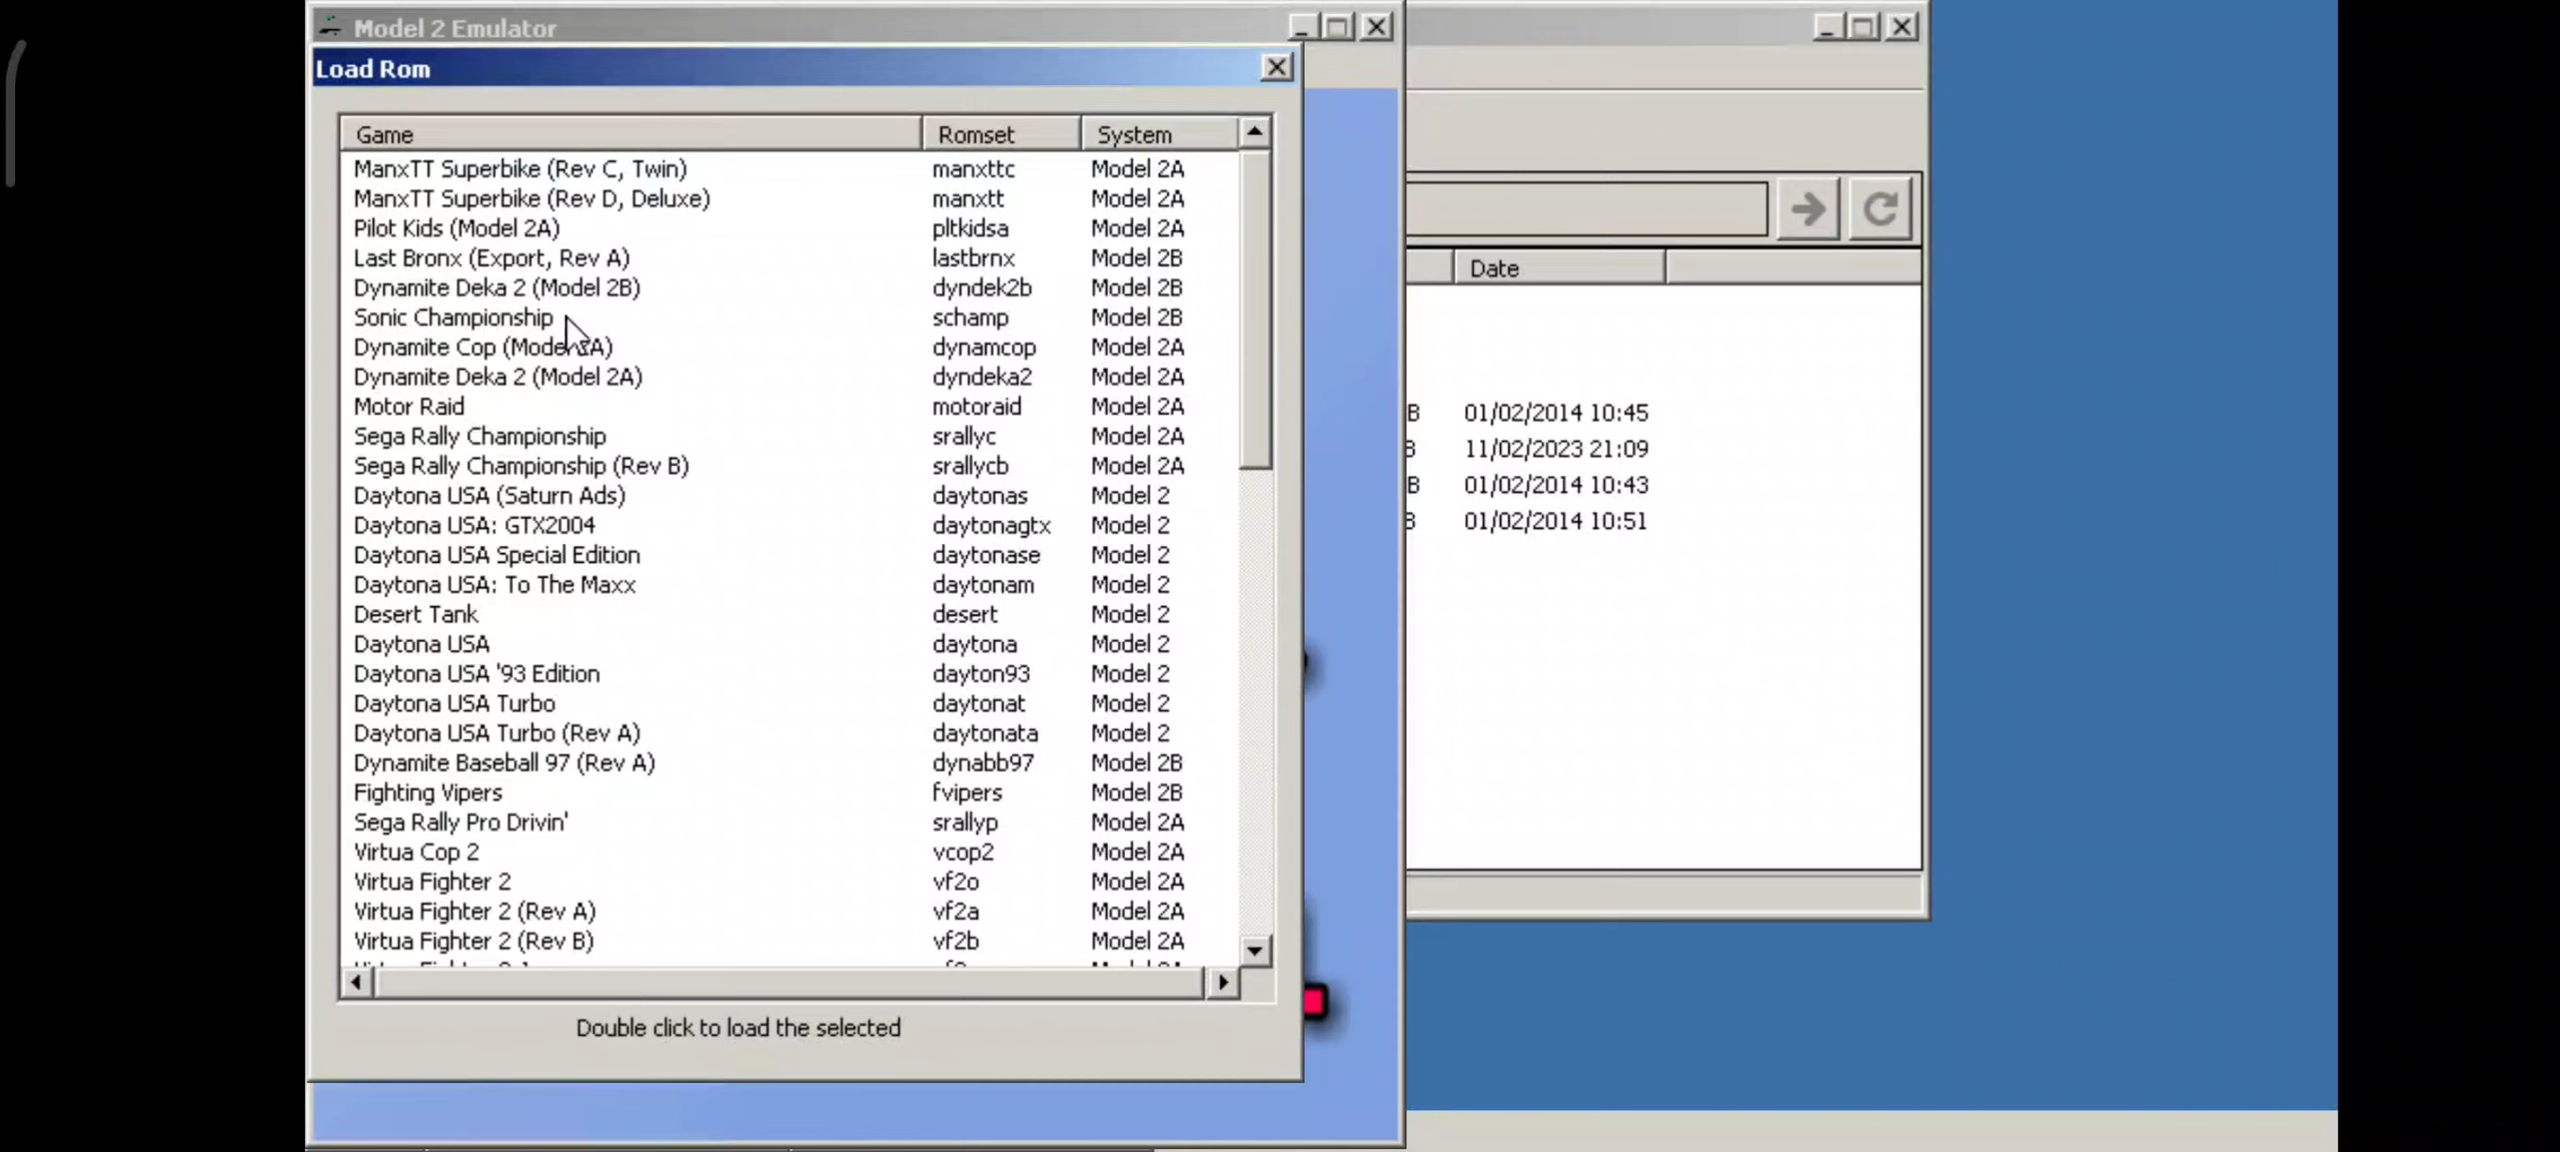 Model 2 Emulator
Load Rom
Game Romset System
ManxTT Superbike (Rev C, Twin) manxttc Model 2A
ManxTT Superbike (Rev D, Deluxe) manxtt Model 2A
Pilot Kids (Model 2A) pltkidsa Model 2A
Last Bronx (Export, Rev A) lastbrnx Model 2B
Dynamite Deka 2 (Model 2B) dyndek2b Model 2B
Sonic Championship schamp Model 2B
Dynamite Cop (Model 2A) dynamcop Model 2A
Dynamite Deka 2 (Model 2A) dyndeka2 Model 2A
Motor Raid motoraid Model 2A
Sega Rally Championship srallyc Model 2A
Sega Rally Championship (Rev B) srallycb Model 2A
Daytona USA (Saturn Ads) daytonas Model 2
Daytona USA: GTX2004 daytonagtx Model 2
Daytona USA Special Edition daytonase Model 2
Daytona USA: To The Maxx daytonam Model 2
Desert Tank desert Model 2
Daytona USA daytona Model 2
Daytona USA '93 Edition dayton93 Model 2
Daytona USA Turbo daytonat Model 2
Daytona USA Turbo (Rev A) daytonata Model 2
Dynamite Baseball 97 (Rev A) dynabb97 Model 2B
Fighting Vipers fvipers Model 2B
Sega Rally Pro Drivin' srallyp Model 2A
Virtua Cop 2 vcop2 Model 2A
Virtua Fighter 2 vf2o Model 2A
Virtua Fighter 2 (Rev A) vf2a Model 2A
Virtua Fighter 2 (Rev B) vf2b Model 2A
Double click to load the selected
Date
B 01/02/2014 10:45
B 11/02/2023 21:09
B 01/02/2014 10:43
B 01/02/2014 10:51